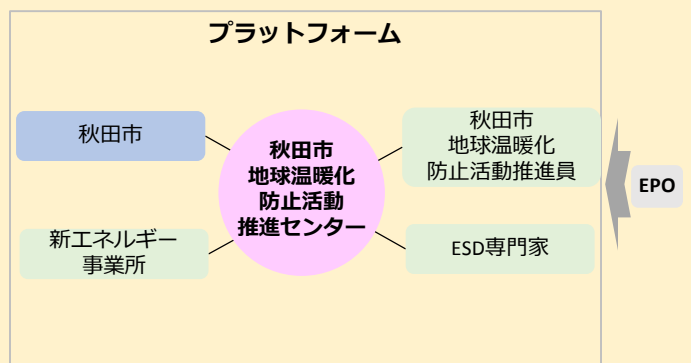 プラットフォーム
秋田市
秋田市
地球温暖化
防止活動
推進センター
秋田市
地球温暖化
防止活動推進員
新エネルギー
事業所
ESD専門家
EPO